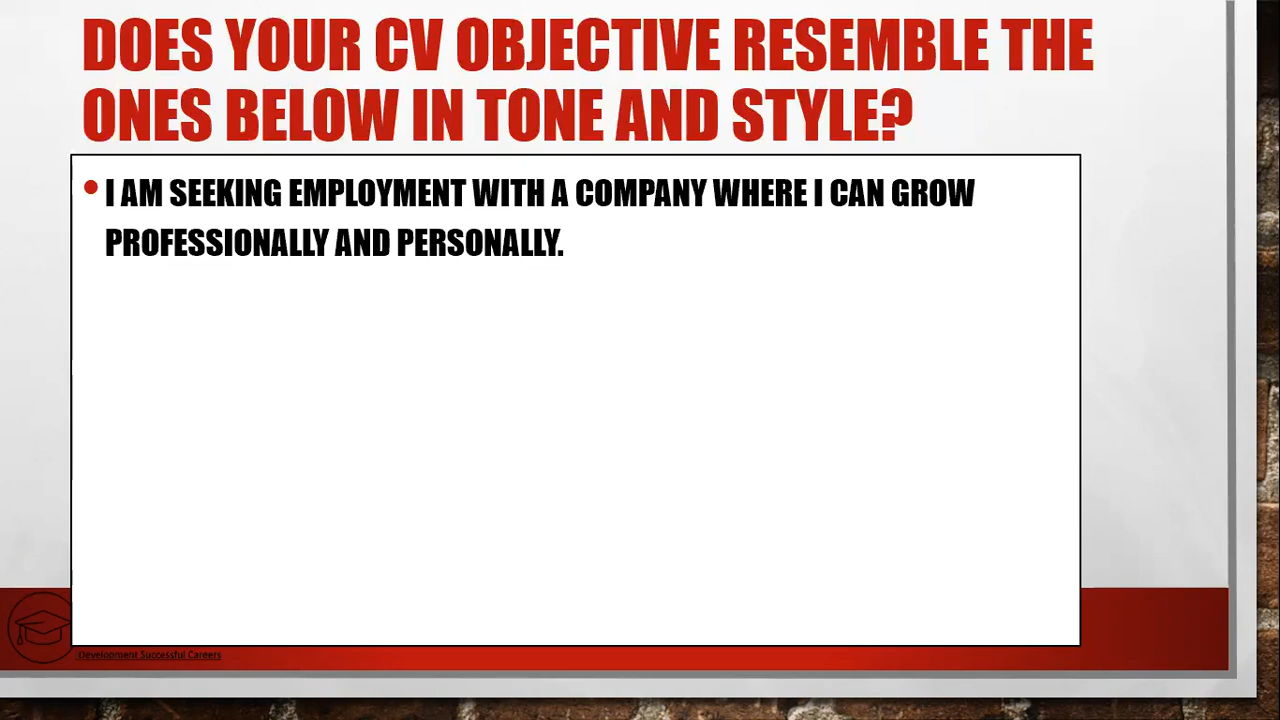 DOES YOUR CV OBJECTIVE RESEMBLE THE
ONES BELOW IN TONE AND STYLE?
• I AM SEEKING EMPLOYMENT WITH A COMPANY WHERE I CAN GROW
PROFESSIONALLY AND PERSONALLY.
Development Successful Careers